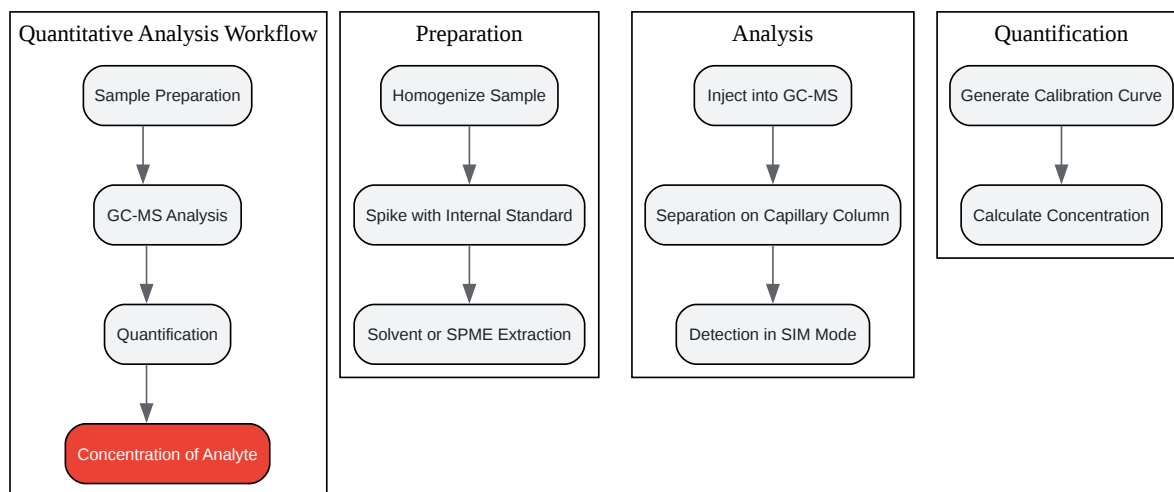 Quantitative Analysis Workflow
Sample Preparation
GC-MS Analysis
Quantification
Concentration of Analyte
Preparation
Homogenize Sample
Spike with Internal Standard
Solvent or SPME Extraction
Analysis
Inject into GC-MS
Separation on Capillary Column
Detection in SIM Mode
Quantification
Generate Calibration Curve
Calculate Concentration